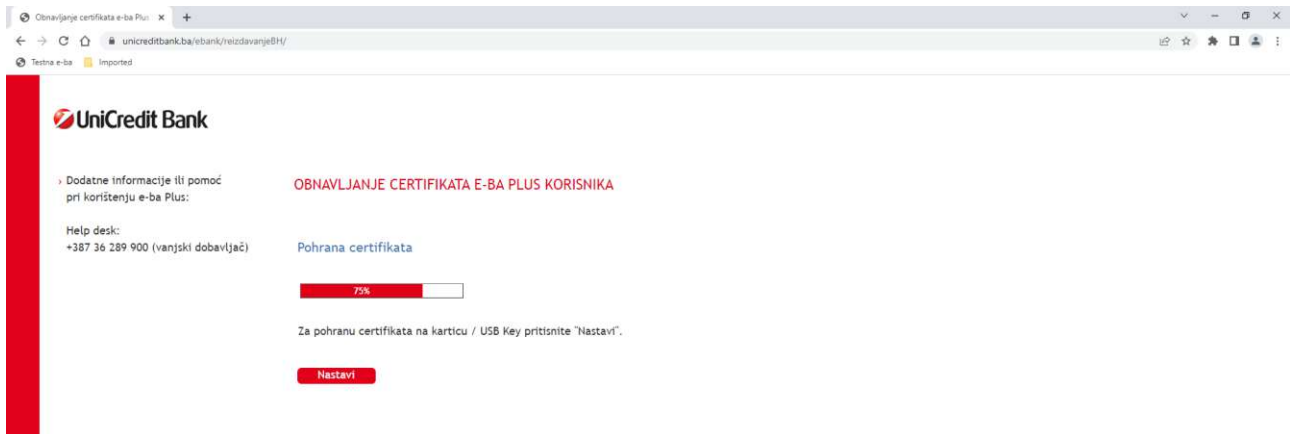 Obnavljanje certifikata e-ba Plus
unicreditbank.ba/ebank/reizdavanjeBH/
Testna e-ba
Imported
UniCredit Bank
Dodatne informacije ili pomoć
pri korištenju e-ba Plus:
Help desk:
+387 36 289 900 (vanjski dobavljač)
OBNAVLJANJE CERTIFIKATA E-BA PLUS KORISNIKA
Pohrana certifikata
75%
Za pohranu certifikata na karticu / USB Key pritisnite "Nastavi".
Nastavi